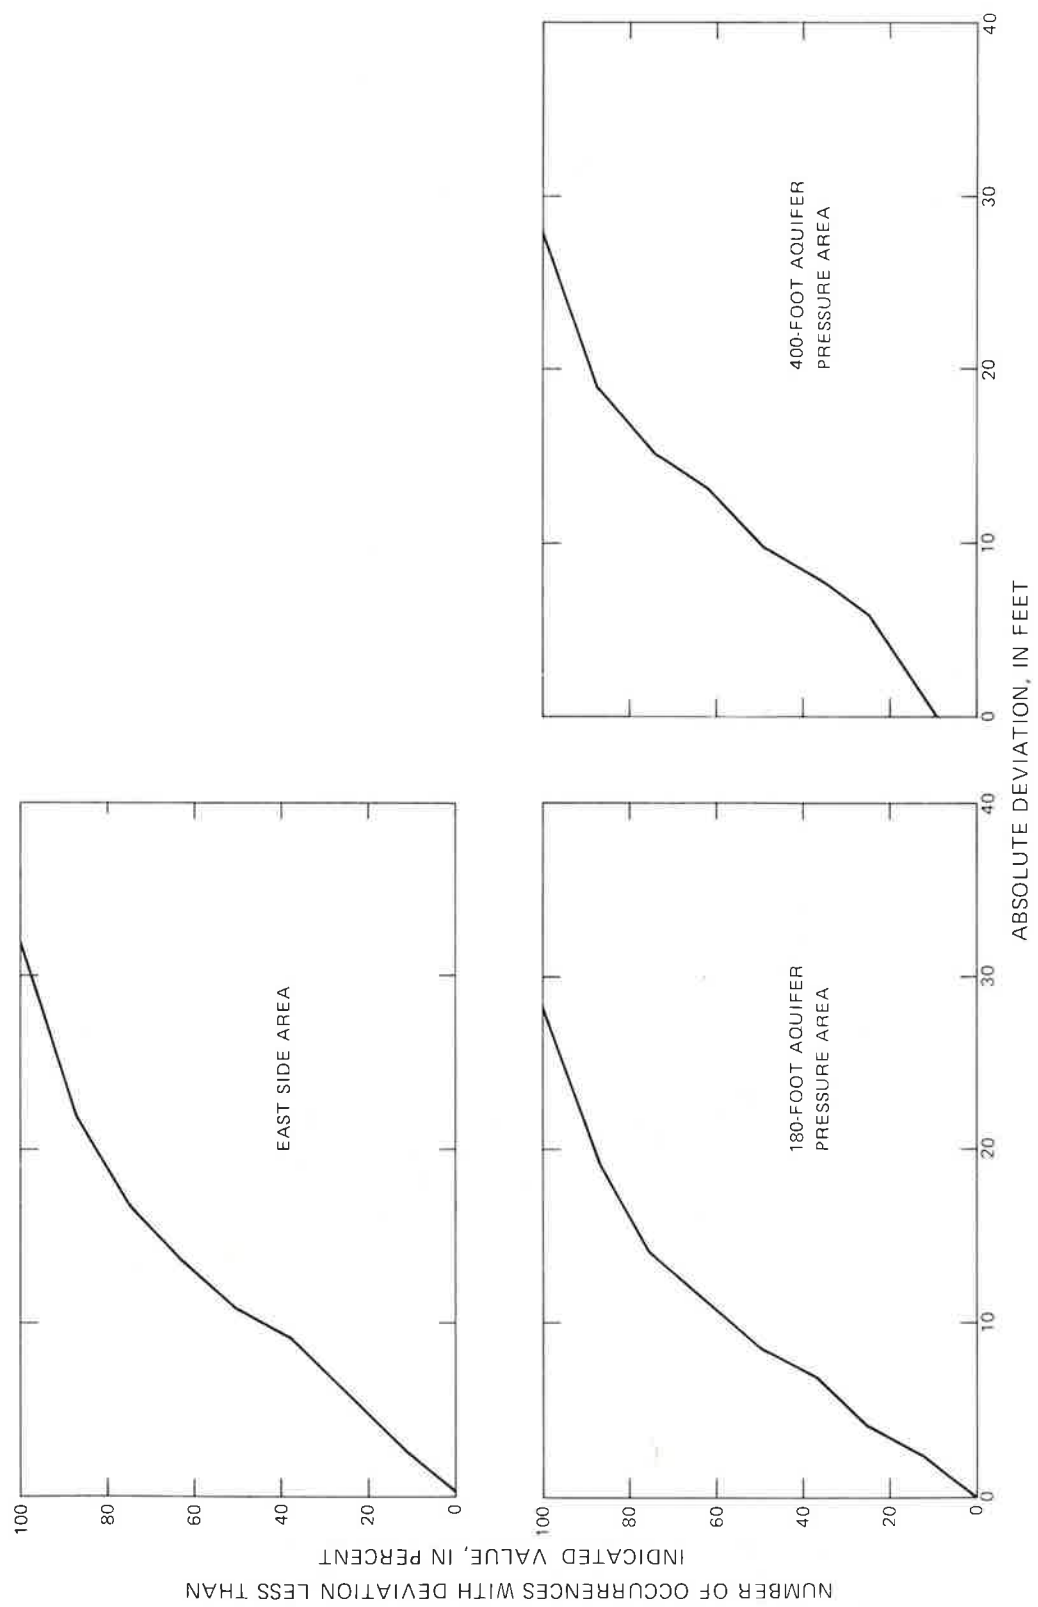 NUMBER OF OCCURRENCES WITH DEVIATION LESS THAN
INDICATED VALUE, IN PERCENT
100
80
60
40
20
0
EAST SIDE AREA
100
80
60
40
20
0
10
20
30
40
180-FOOT AQUIFER
PRESSURE AREA
0
10
20
30
40
400-FOOT AQUIFER
PRESSURE AREA
ABSOLUTE DEVIATION, IN FEET